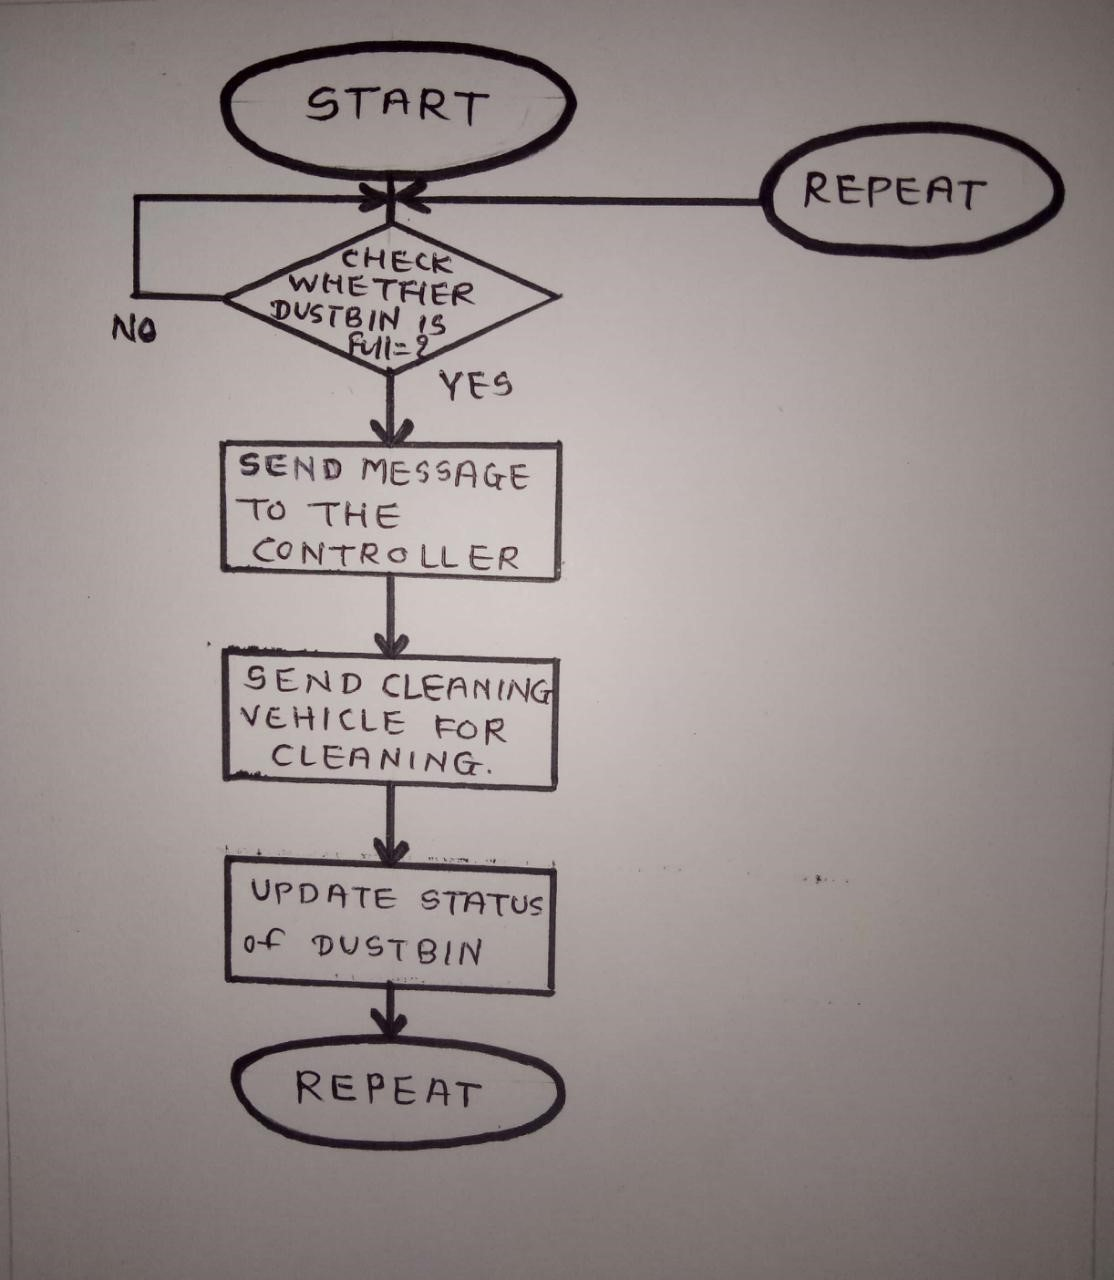 START
REPEAT
CHECK
WHETHER
DUSTBIN IS
Full=?
NO
YES
SEND MESSAGE
TO THE
CONTROLLER
SEND CLEANING
VEHICLE FOR
CLEANING.
UPDATE STATUS
of DUSTBIN
REPEAT